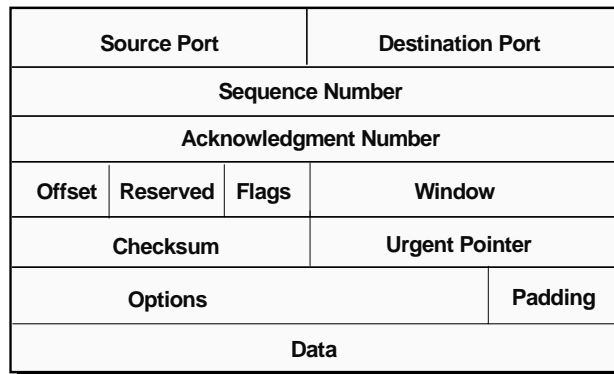 Source Port Destination Port
Sequence Number
Acknowledgment Number
Offset Reserved Flags Window
Checksum Urgent Pointer
Options Padding
Data